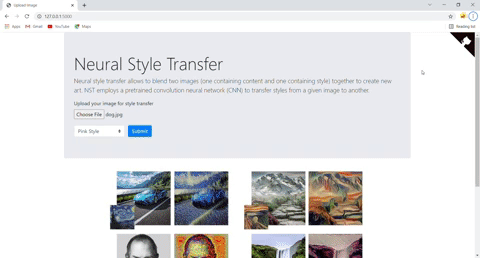 Upload Image
127.0.0.1:5000
Apps
Gmail
YouTube
Maps
Reading list
Neural Style Transfer
Neural style transfer allows to blend two images (one containing content and one containing style) together to create new
art. NST employs a pretrained convolution neural network (CNN) to transfer styles from a given image to another.
Upload your image for style transfer
Choose File dog.jpg
Pink Style
Submit